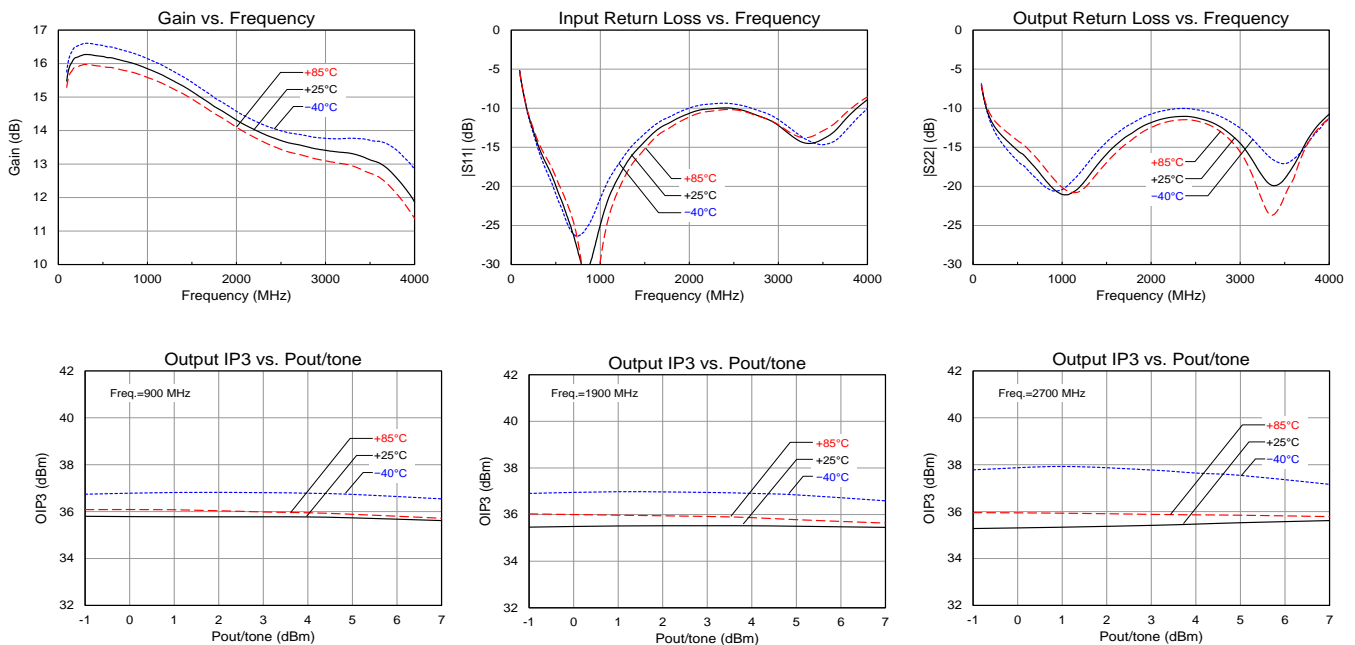 Gain vs. Frequency
17
16
15
14
13
12
11
10
0
1000
2000
3000
4000
Gain (dB)
Frequency (MHz)
+85°C
+25°C
−40°C
Input Return Loss vs. Frequency
0
-5
-10
-15
-20
-25
-30
0
1000
2000
3000
4000
|S11| (dB)
Frequency (MHz)
+85°C
+25°C
−40°C
Output Return Loss vs. Frequency
0
-5
-10
-15
-20
-25
-30
0
1000
2000
3000
4000
|S22| (dB)
Frequency (MHz)
+85°C
+25°C
−40°C
Output IP3 vs. Pout/tone
Freq.=900 MHz
42
40
38
36
34
32
-1
0
1
2
3
4
5
6
7
OIP3 (dBm)
Pout/tone (dBm)
+85°C
+25°C
−40°C
Output IP3 vs. Pout/tone
Freq.=1900 MHz
42
40
38
36
34
32
-1
0
1
2
3
4
5
6
7
OIP3 (dBm)
Pout/tone (dBm)
+85°C
+25°C
−40°C
Output IP3 vs. Pout/tone
Freq.=2700 MHz
42
40
38
36
34
32
-1
0
1
2
3
4
5
6
7
OIP3 (dBm)
Pout/tone (dBm)
+85°C
+25°C
−40°C